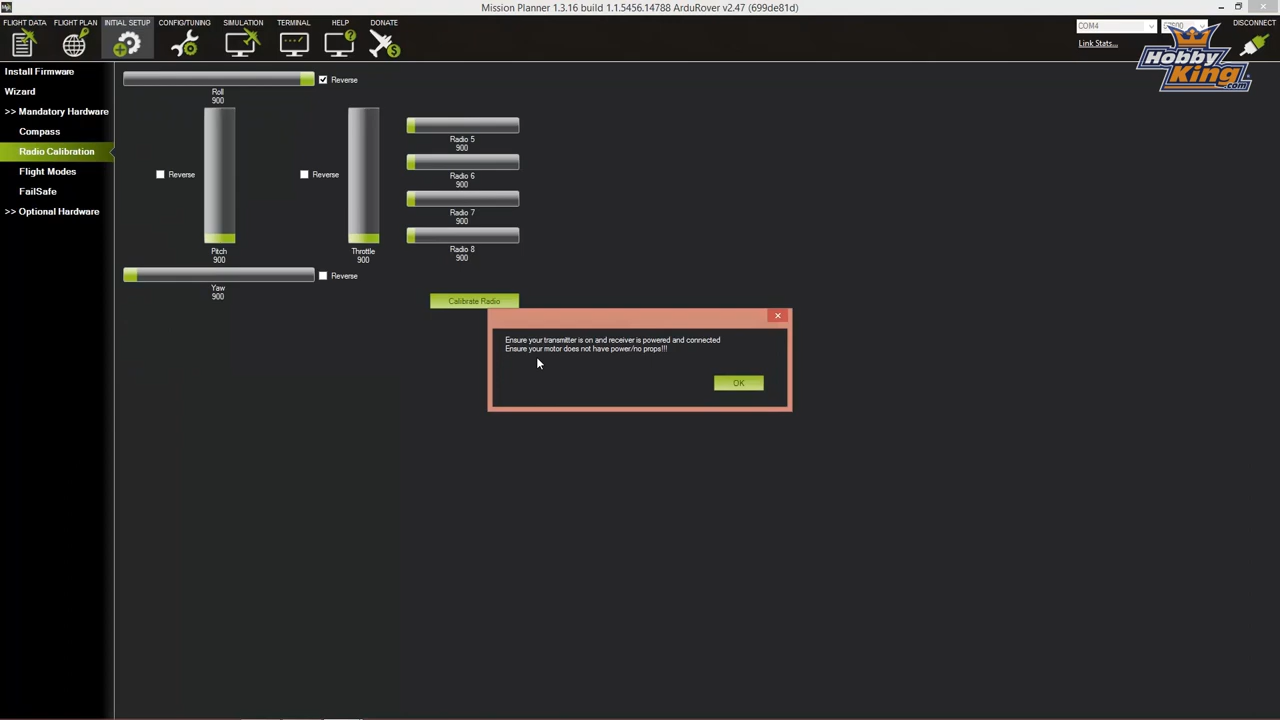 Mission Planner 1.3.16 build 1.1.5456.14788 ArduRover v2.47 (699de81d)
FLIGHT DATA
FLIGHT PLAN
INITIAL SETUP
CONFIG/TUNING
SIMULATION
TERMINAL
HELP
DONATE
COM4
DISCONNECT
Link Stats...
HobbyKing.com
Install Firmware
Wizard
>> Mandatory Hardware
Compass
Radio Calibration
Flight Modes
FailSafe
>> Optional Hardware
Reverse
Roll
900
Reverse
Reverse
Pitch
900
Throttle
900
Radio 5
900
Radio 6
900
Radio 7
900
Radio 8
900
Reverse
Yaw
900
Calibrate Radio
Ensure your transmitter is on and receiver is powered and connected
Ensure your motor does not have power/no props!!!
OK